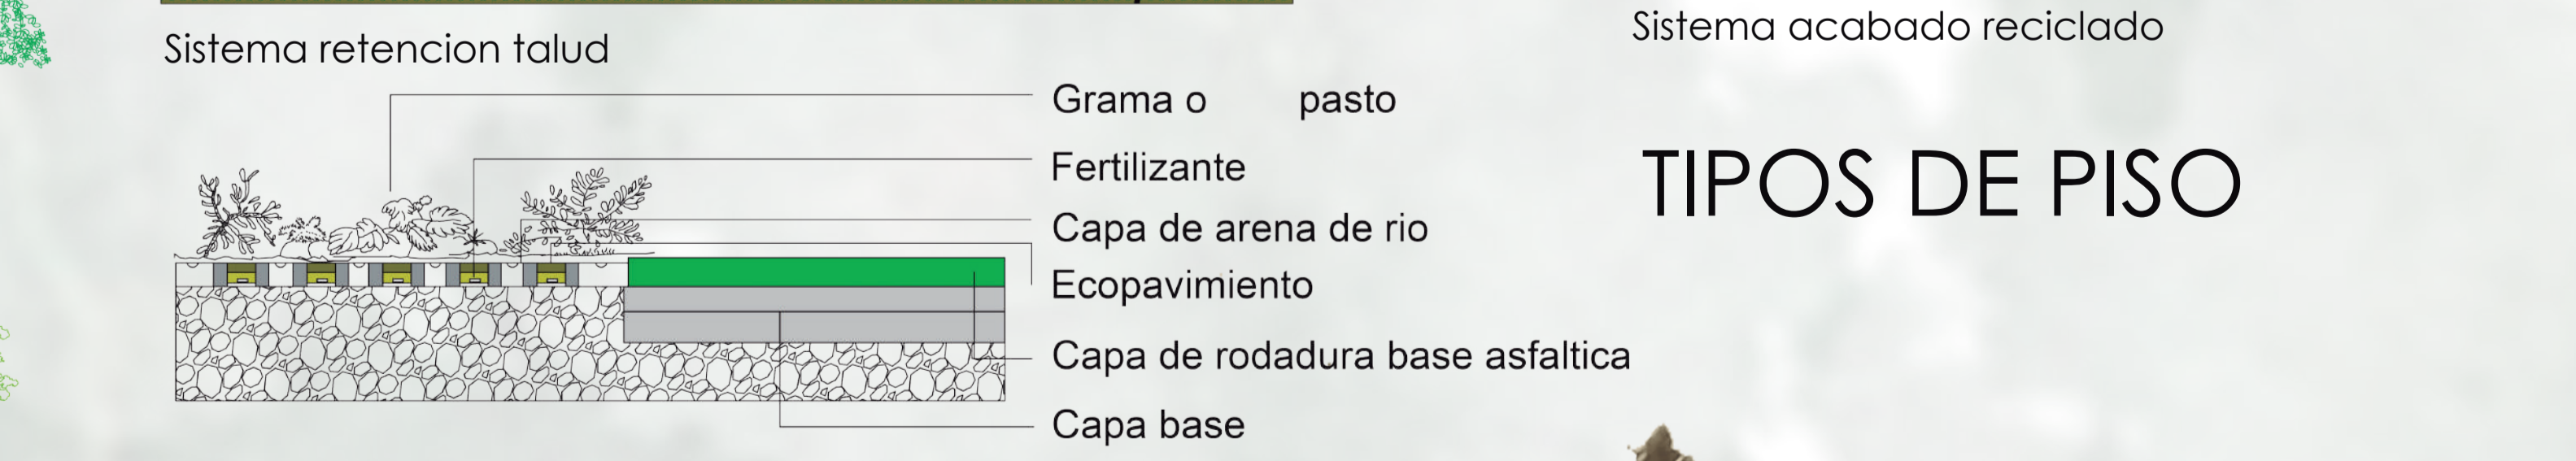 Sistema retencion talud
Grama o pasto
Fertilizante
Capa de arena de rio
Ecopavimiento
Capa de rodadura base asfaltica
Capa base
Sistema acabado reciclado
TIPOS DE PISO